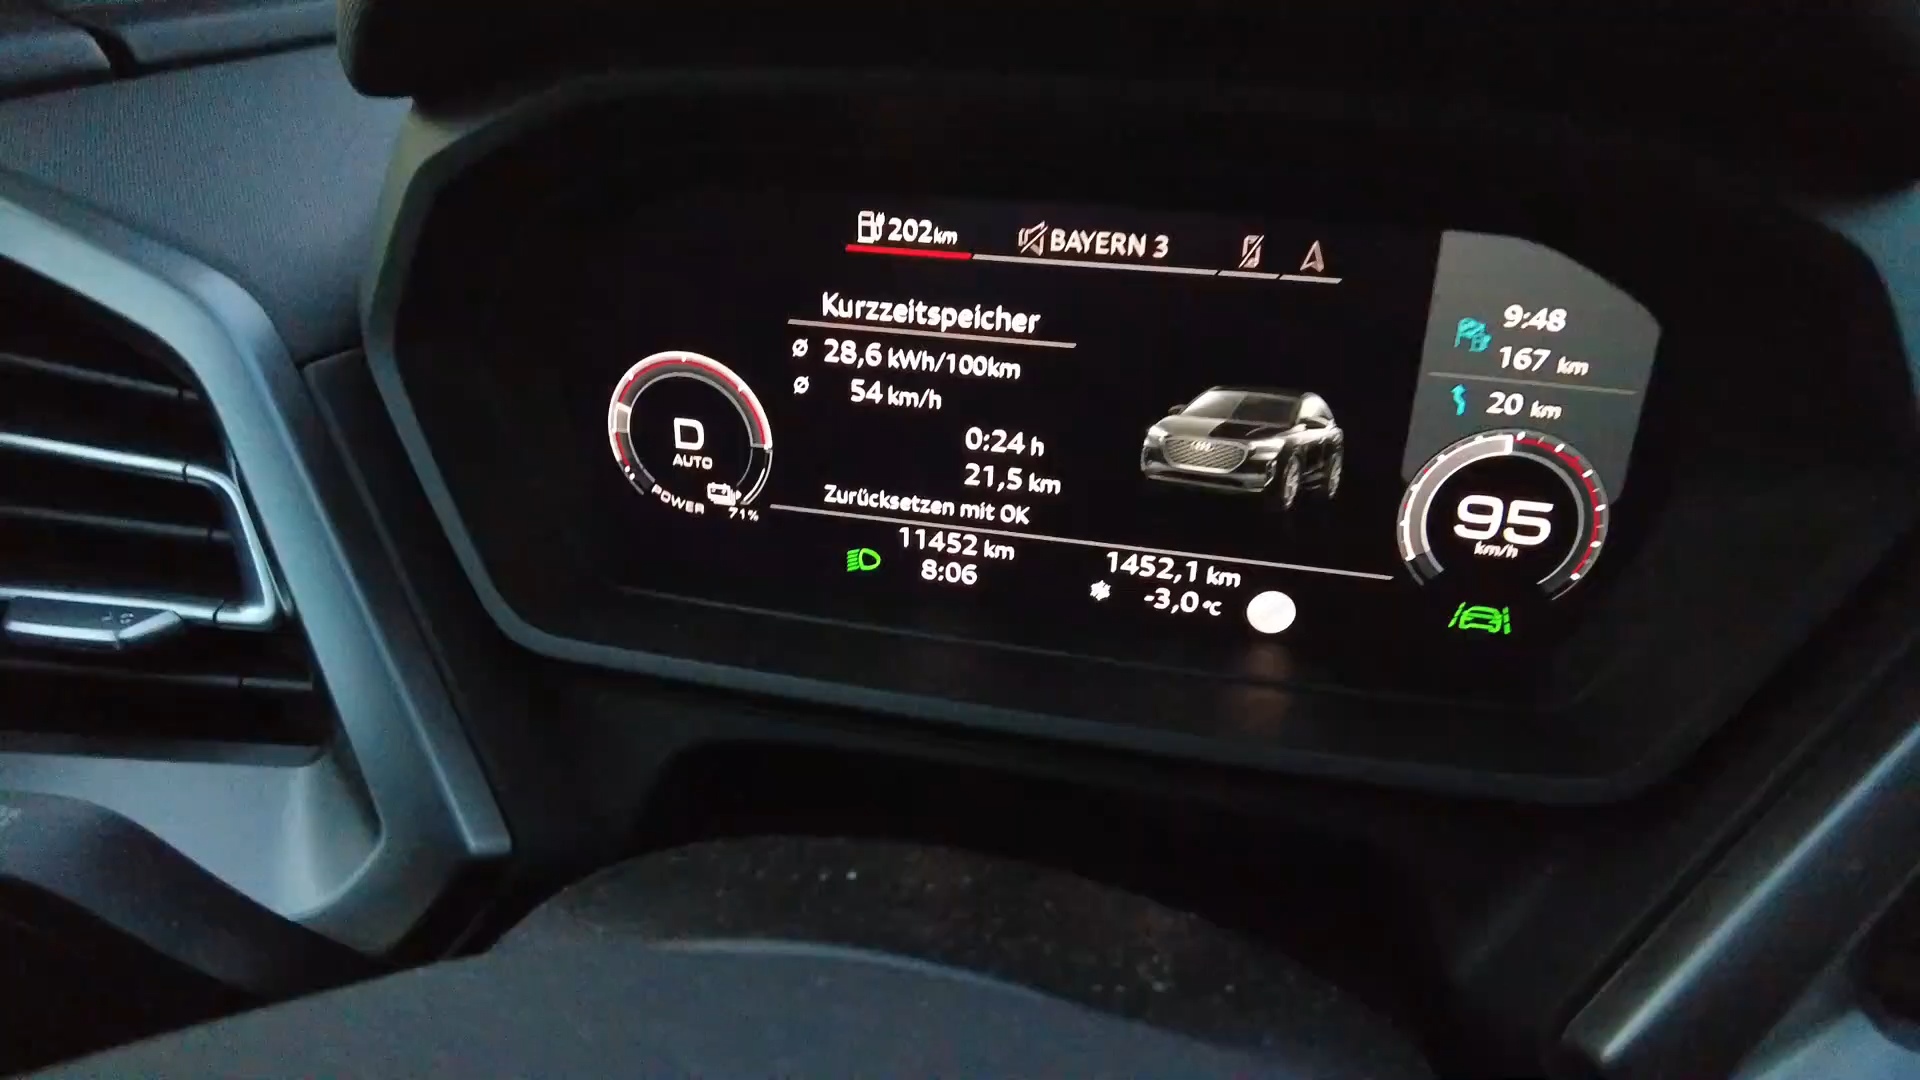 202km
BAYERN 3
Kurzzeitspeicher
ø 28,6 kWh/100km
ø 54 km/h
0:24 h
21,5 km
Zurücksetzen mit OK
11452 km
8:06
1452,1 km
-3,0 °C
D
AUTO
POWER
71%
9:48
167 km
20 km
95
km/h